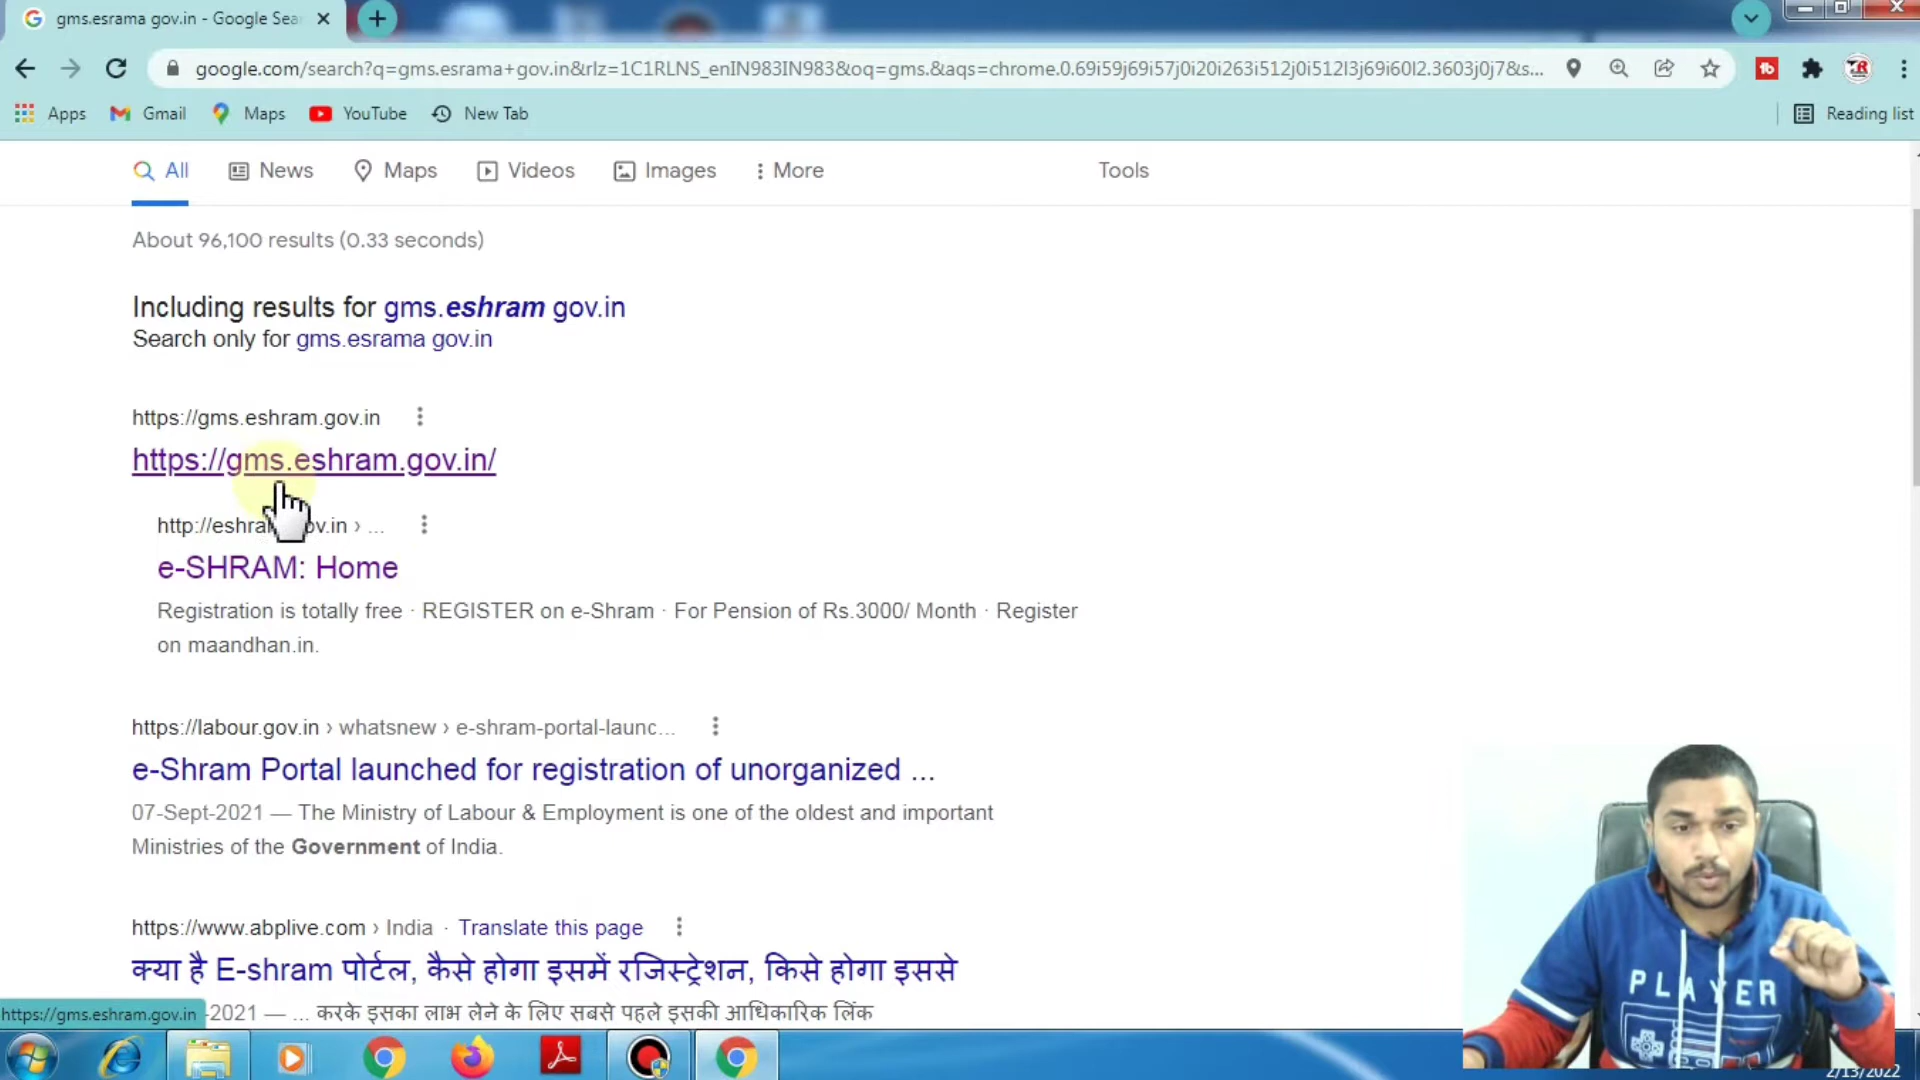 gms.esrama gov.in - Google Sea
google.com/search?q=gms.esrama+gov.in&rlz=1C1RLNS_enIN983IN983&oq=gms.&aqs=chrome.0.69i59j69i57j0i20i263i512j0i512l3j69i60l2.3603j0j7&s...
Apps Gmail Maps YouTube New Tab Reading list
All News Maps Videos Images More Tools
About 96,100 results (0.33 seconds)
Including results for gms.eshram gov.in
Search only for gms.esrama gov.in
https://gms.eshram.gov.in
https://gms.eshram.gov.in/
http://eshra ov.in › ...
e-SHRAM: Home
Registration is totally free · REGISTER on e-Shram · For Pension of Rs.3000/ Month · Register
on maandhan.in.
https://labour.gov.in › whatsnew › e-shram-portal-launc...
e-Shram Portal launched for registration of unorganized ...
07-Sept-2021 — The Ministry of Labour & Employment is one of the oldest and important
Ministries of the Government of India.
https://www.abplive.com › India · Translate this page
क्या है E-shram पोर्टल, कैसे होगा इसमें रजिस्ट्रेशन, किसे होगा इससे
https://gms.eshram.gov.in -2021 — ... करके इसका लाभ लेने के लिए सबसे पहले इसकी आधिकारिक लिंक
PLAYER
2/13/2022